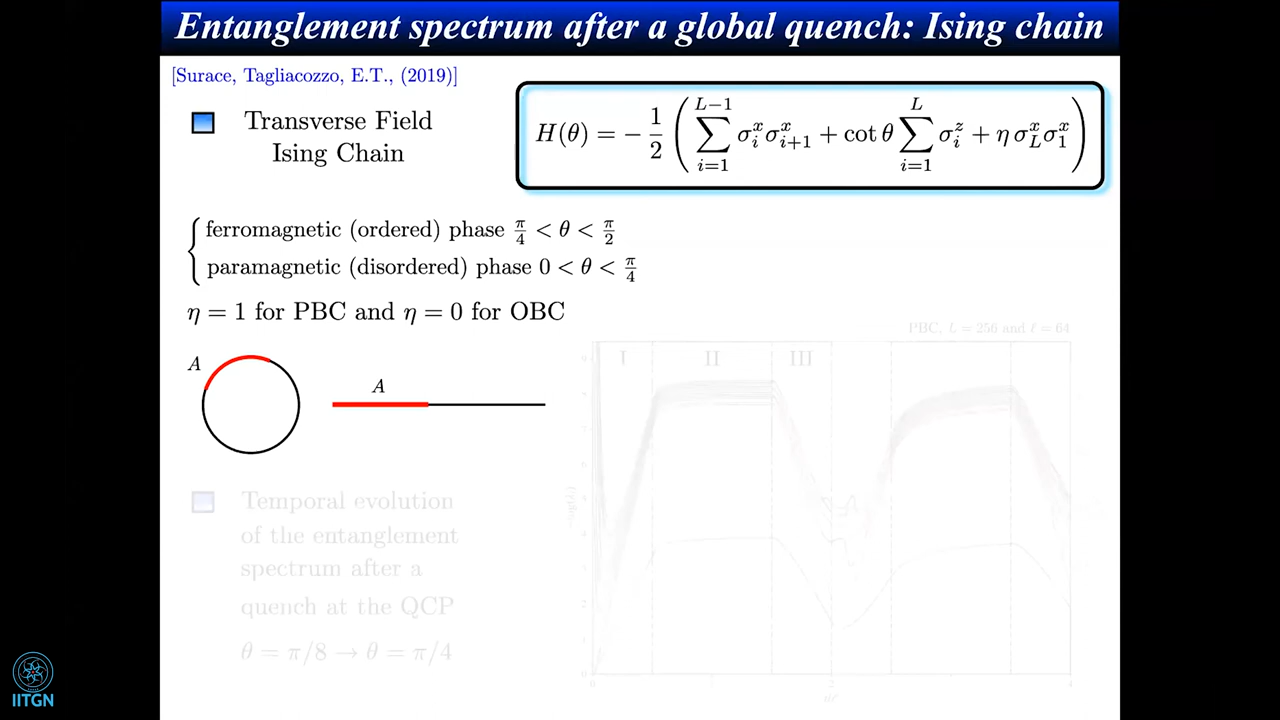 Entanglement spectrum after a global quench: Ising chain
[Surace, Tagliacozzo, E.T., (2019)]
Transverse Field
Ising Chain
H(θ) = − 1/2 ( ∑_{i=1}^{L−1} σ_i^x σ_{i+1}^x + cot θ ∑_{i=1}^{L} σ_i^z + η σ_L^x σ_1^x )
ferromagnetic (ordered) phase π/4 < θ < π/2
paramagnetic (disordered) phase 0 < θ < π/4
η = 1 for PBC and η = 0 for OBC
A
A
PBC, L = 256 and ℓ = 64
I II III
Temporal evolution
of the entanglement
spectrum after a
quench at the QCP
θ = π/8 → θ = π/4
0 2 4
IITGN